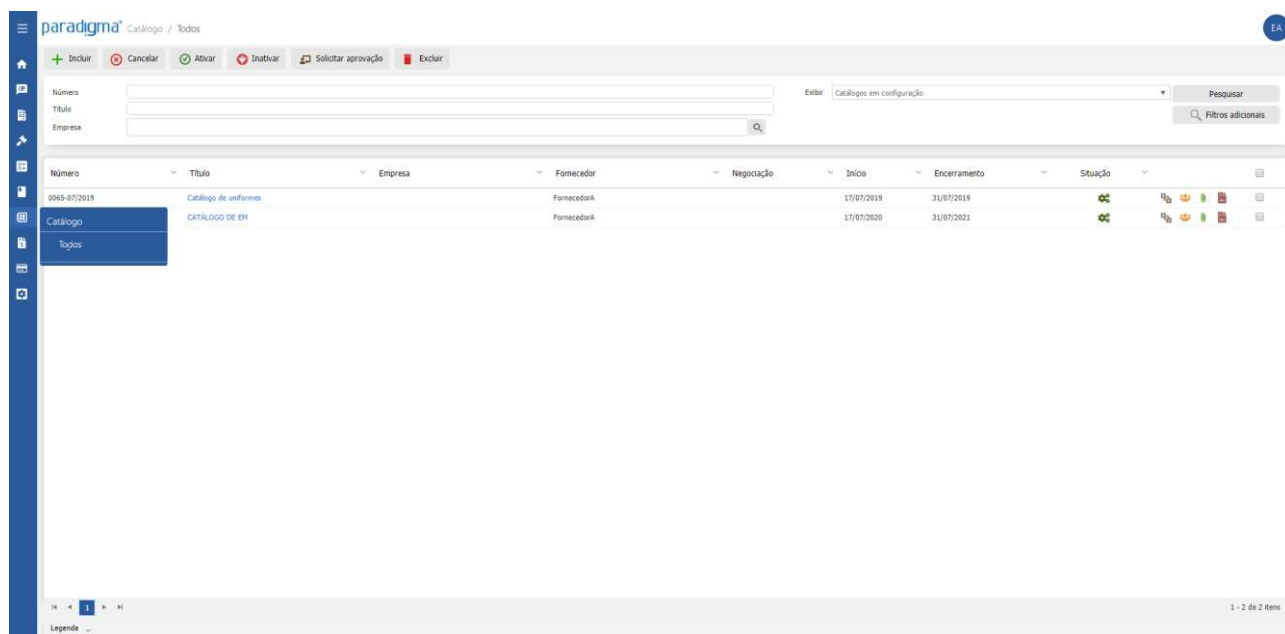 paradigma Catálogo / Todos
EA
Incluir Cancelar Ativar Inativar Solicitar aprovação Excluir
Número Exibir Catálogos em configuração Pesquisar
Título Filtros adicionais
Empresa
Número Título Empresa Fornecedor Negociação Início Encerramento Situação
0065-07/2019 Catálogo de uniformes FornecedorA 17/07/2019 31/07/2019
Catálogo CATÁLOGO DE EM FornecedorA 17/07/2020 31/07/2021
Todos
1 1 - 2 de 2 itens
Legenda